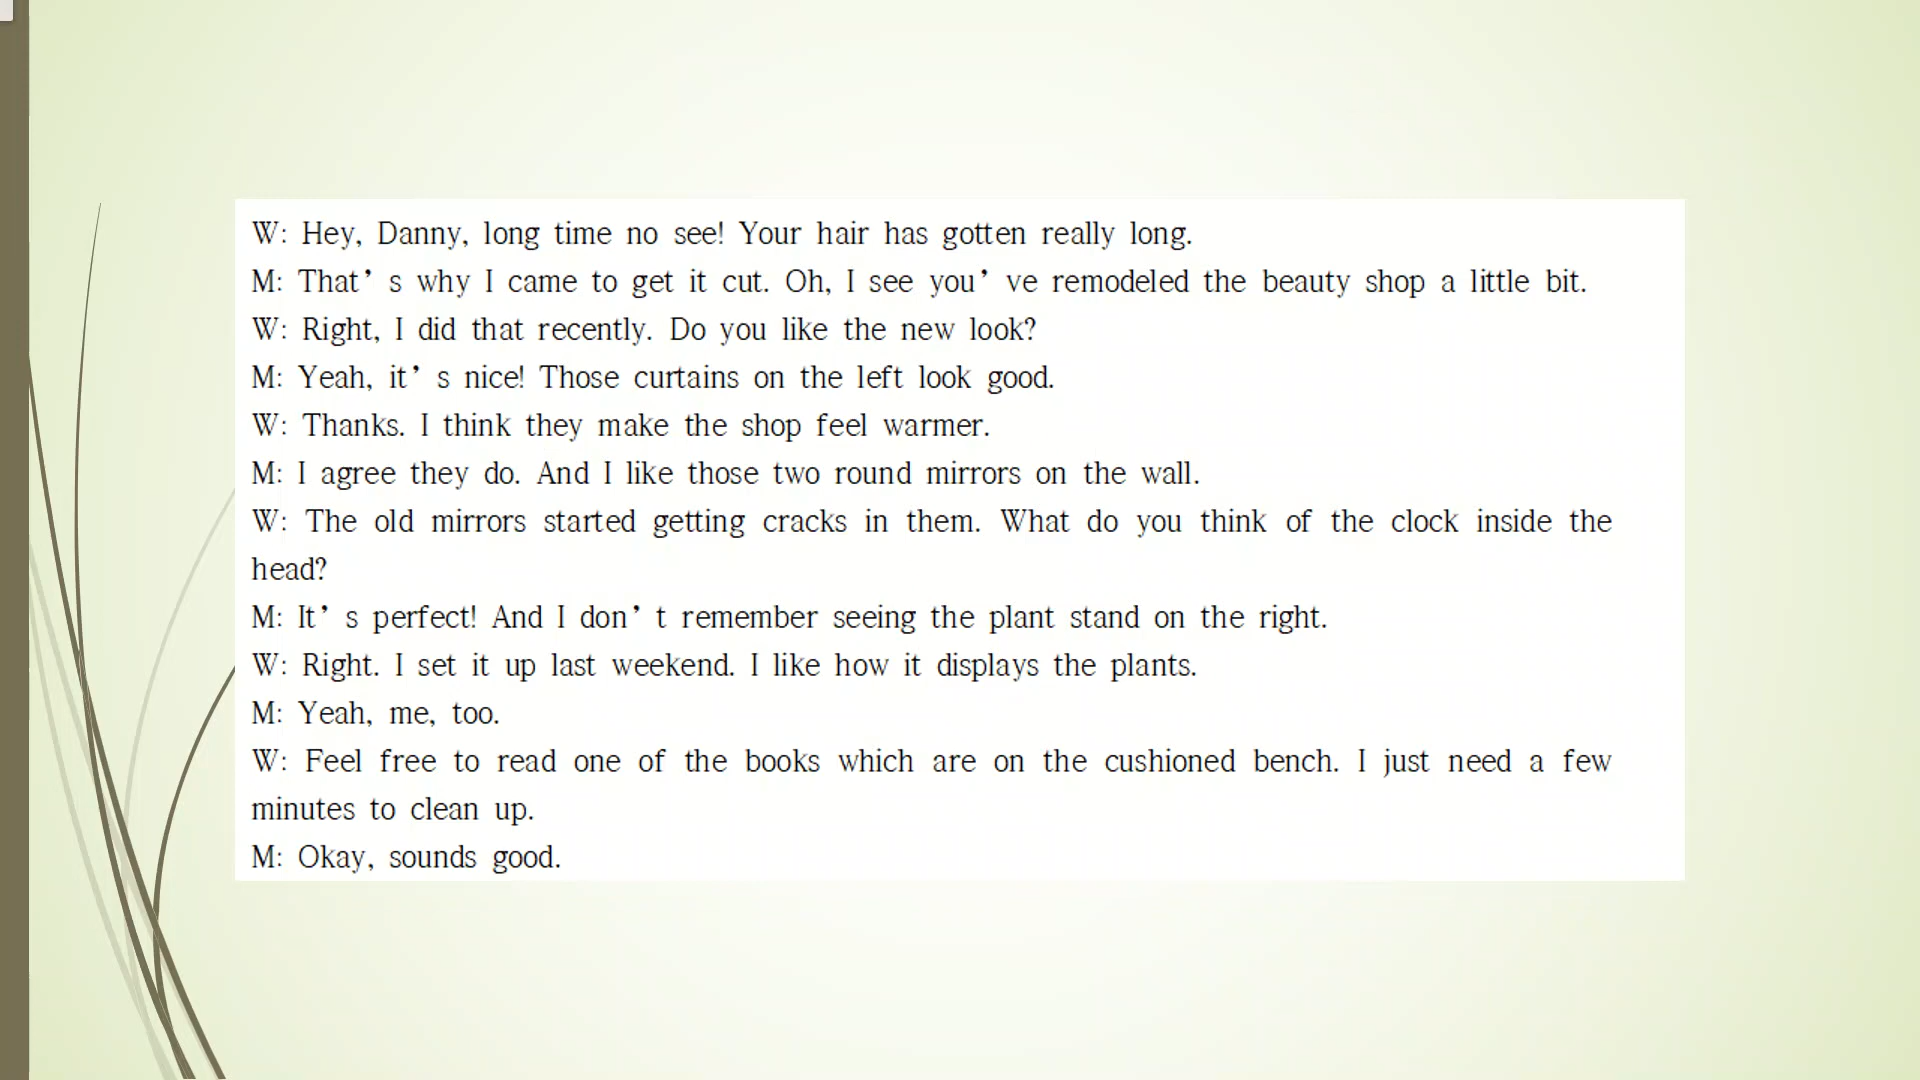 W: Hey, Danny, long time no see! Your hair has gotten really long.
M: That’s why I came to get it cut. Oh, I see you’ve remodeled the beauty shop a little bit.
W: Right, I did that recently. Do you like the new look?
M: Yeah, it’s nice! Those curtains on the left look good.
W: Thanks. I think they make the shop feel warmer.
M: I agree they do. And I like those two round mirrors on the wall.
W: The old mirrors started getting cracks in them. What do you think of the clock inside the
head?
M: It’s perfect! And I don’t remember seeing the plant stand on the right.
W: Right. I set it up last weekend. I like how it displays the plants.
M: Yeah, me, too.
W: Feel free to read one of the books which are on the cushioned bench. I just need a few
minutes to clean up.
M: Okay, sounds good.